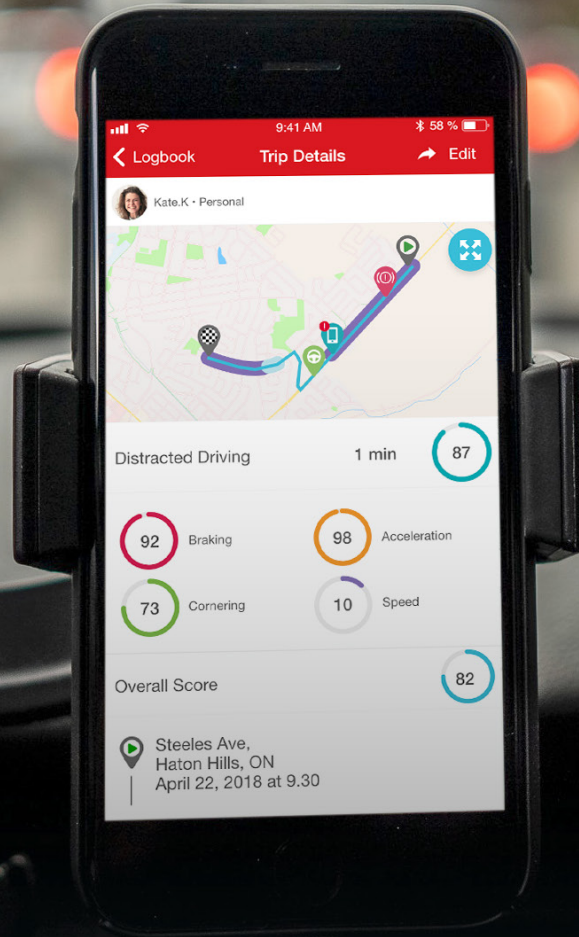 9:41 AM
58 %
Logbook
Trip Details
Edit
Kate.K • Personal
Distracted Driving
1 min
87
92
Braking
98
Acceleration
73
Cornering
10
Speed
Overall Score
82
Steeles Ave,
Haton Hills, ON
April 22, 2018 at 9.30